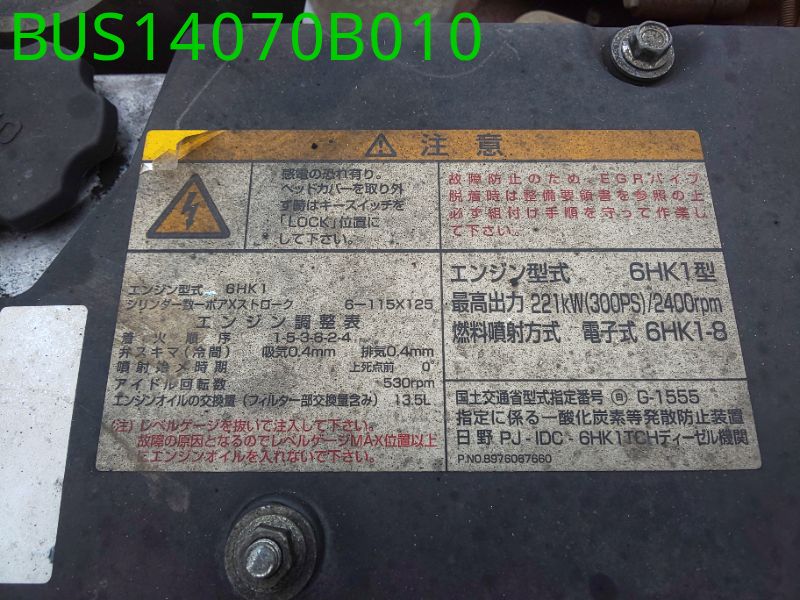 BUS14070B010
注意
感電の恐れ有り。
ヘッドカバーを取り外
す際はキースイッチを
「LOCK」位置に
して下さい。
故障防止のため、EGRパイプ
脱着時は整備要領書を参照の上
必ず組付け手順を守って作業し
て下さい。
エンジン型式 6HK1
シリンダー数ーボアXストローク 6-115X125
エンジン調整表
着火順序 1-5-3-6-2-4
弁スキマ(冷間) 吸気0.4mm 排気0.4mm
噴射始メ時期 上死点前 0°
アイドル回転数 530rpm
エンジンオイルの交換量(フィルター部交換量含み) 13.5L
(注)レベルゲージを抜いて注入して下さい。
故障の原因となるのでレベルゲージMAX位置以上
にエンジンオイルを入れないで下さい。
エンジン型式 6HK1型
最高出力 221kW(300PS)/2400rpm
燃料噴射方式 電子式 6HK1-8
国土交通省型式指定番号 G-1555
指定に係る一酸化炭素等発散防止装置
日野 PJ-IDC-6HK1TCHディーゼル機関
P.NO.8976067660